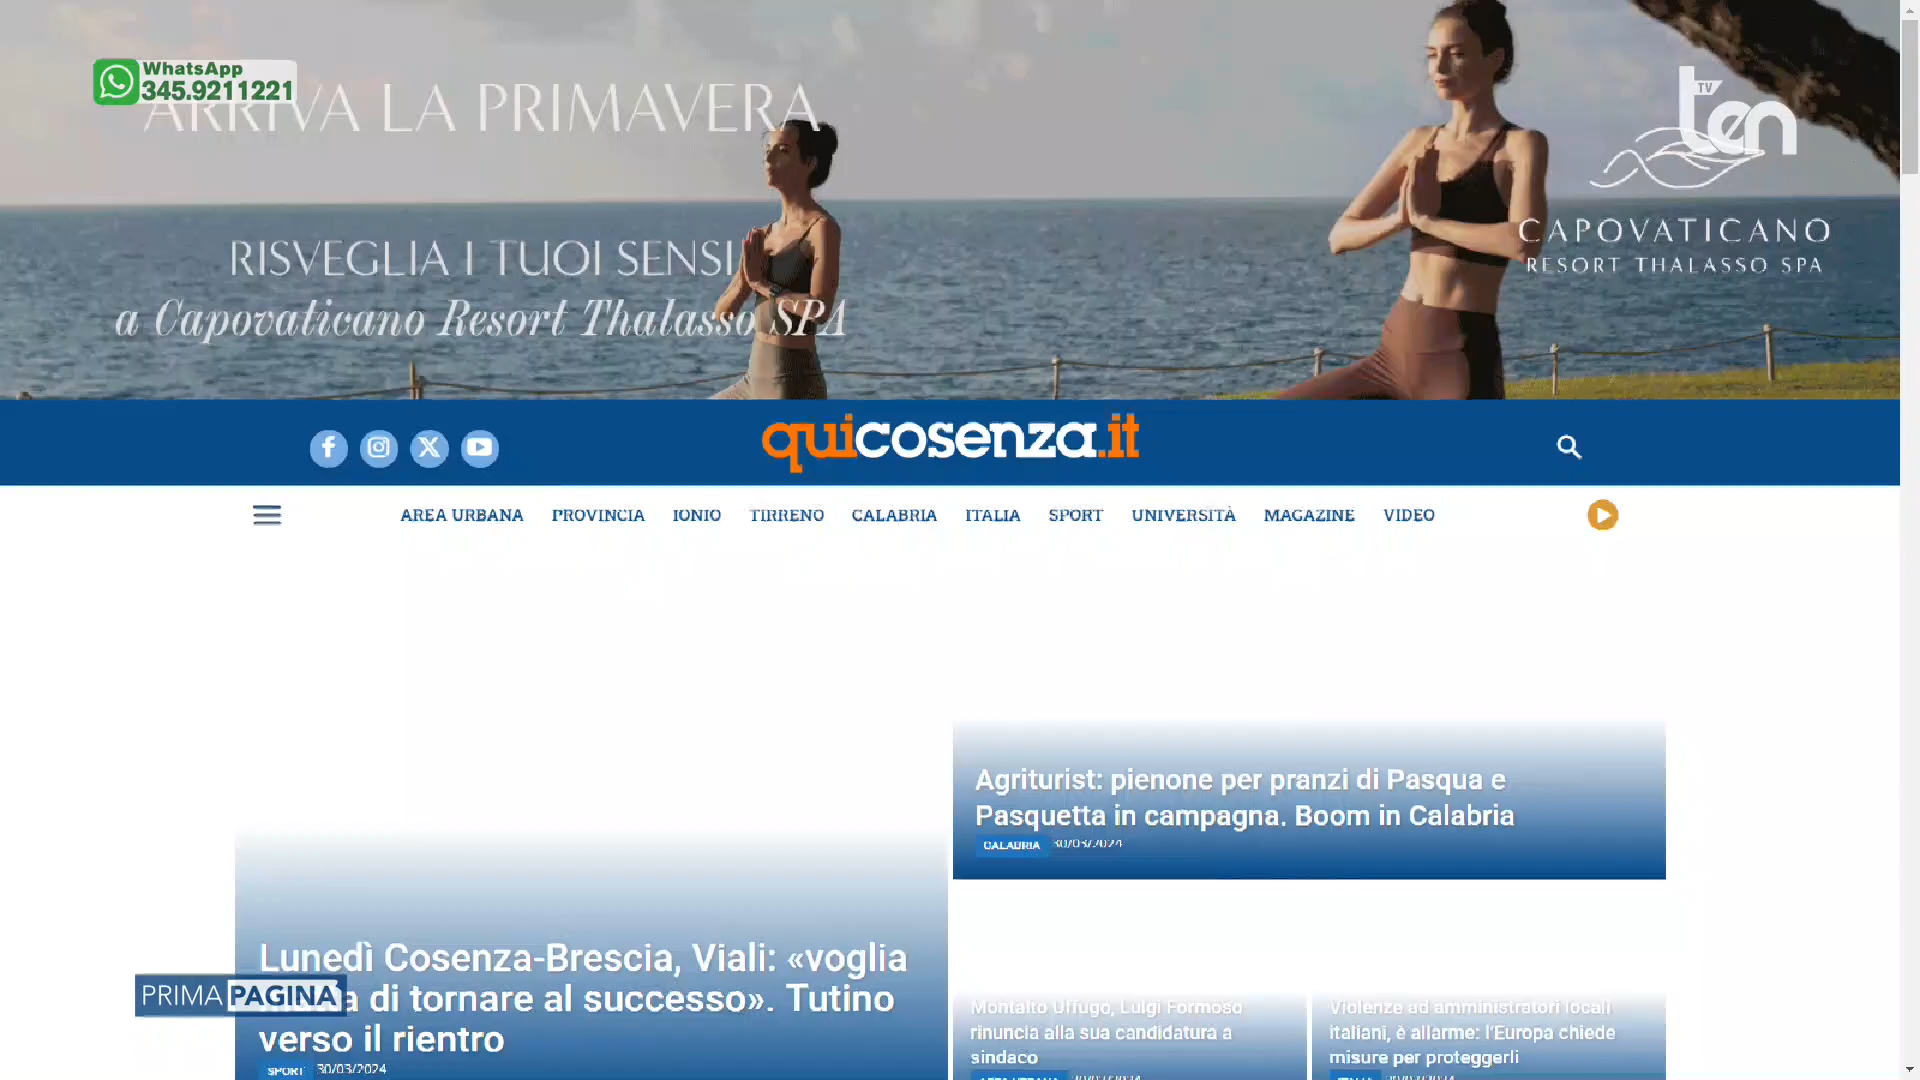 WhatsApp
345.9211221
ARRIVA LA PRIMAVERA
TV
ten
RISVEGLIA I TUOI SENSI
a Capovaticano Resort Thalasso SPA
CAPOVATICANO
RESORT THALASSO SPA
quicosenza.it
AREA URBANA PROVINCIA IONIO TIRRENO CALABRIA ITALIA SPORT UNIVERSITÀ MAGAZINE VIDEO
Agriturist: pienone per pranzi di Pasqua e
Pasquetta in campagna. Boom in Calabria
CALABRIA 30/03/2024
Lunedì Cosenza-Brescia, Viali: «voglia
di tornare al successo». Tutino
verso il rientro
SPORT 30/03/2024
PRIMA PAGINA
Montalto Uffugo, Luigi Formoso
rinuncia alla sua candidatura a
sindaco
Violenze ad amministratori locali
italiani, è allarme: l'Europa chiede
misure per proteggerli